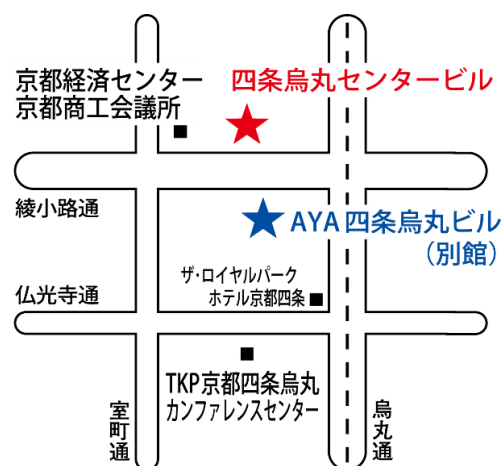 京都経済センター
京都商工会議所
四条烏丸センタービル
綾小路通
AYA四条烏丸ビル
（別館）
ザ・ロイヤルパーク
ホテル京都四条
仏光寺通
TKP京都四条烏丸
カンファレンスセンター
室町通
烏丸通